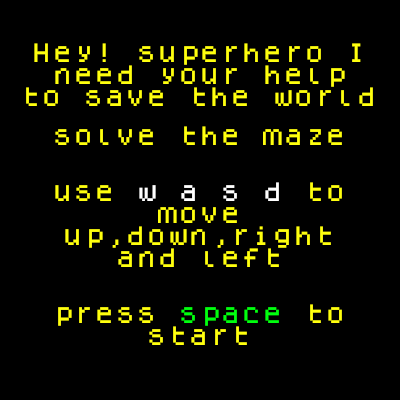 Hey! superhero I
need your help
to save the world
solve the maze
use w a s d to
move
up,down,right
and left
press space to
start